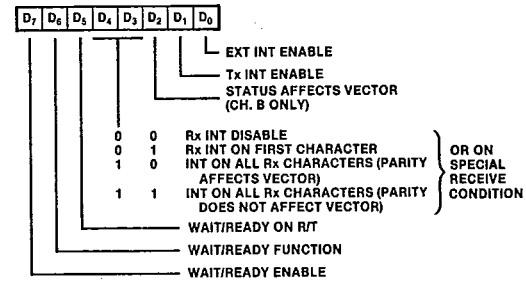 D7 D6 D5 D4 D3 D2 D1 D0
EXT INT ENABLE
Tx INT ENABLE
STATUS AFFECTS VECTOR
(CH. B ONLY)
0 0 Rx INT DISABLE
0 1 Rx INT ON FIRST CHARACTER
1 0 INT ON ALL Rx CHARACTERS (PARITY
AFFECTS VECTOR)
1 1 INT ON ALL Rx CHARACTERS (PARITY
DOES NOT AFFECT VECTOR)
OR ON
SPECIAL
RECEIVE
CONDITION
WAIT/READY ON R/T
WAIT/READY FUNCTION
WAIT/READY ENABLE